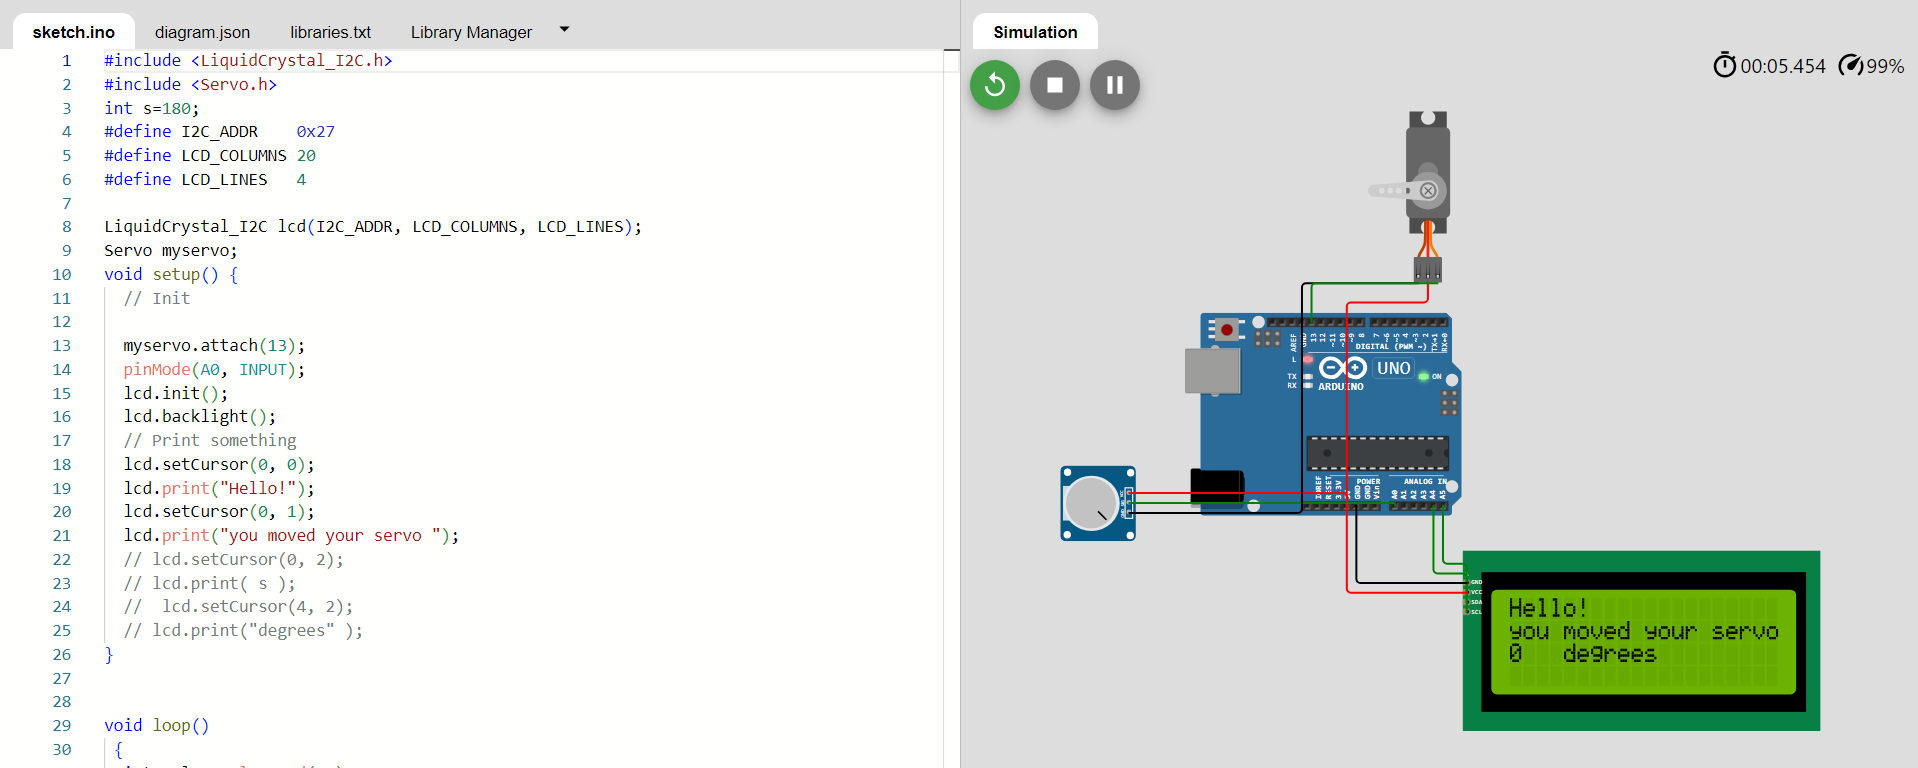 sketch.ino diagram.json libraries.txt Library Manager
1 #include <LiquidCrystal_I2C.h>
2 #include <Servo.h>
3 int s=180;
4 #define I2C_ADDR    0x27
5 #define LCD_COLUMNS 20
6 #define LCD_LINES   4
7
8 LiquidCrystal_I2C lcd(I2C_ADDR, LCD_COLUMNS, LCD_LINES);
9 Servo myservo;
10 void setup() {
11   // Init
12
13   myservo.attach(13);
14   pinMode(A0, INPUT);
15   lcd.init();
16   lcd.backlight();
17   // Print something
18   lcd.setCursor(0, 0);
19   lcd.print("Hello!");
20   lcd.setCursor(0, 1);
21   lcd.print("you moved your servo ");
22   // lcd.setCursor(0, 2);
23   // lcd.print( s );
24   //  lcd.setCursor(4, 2);
25   // lcd.print("degrees" );
26 }
27
28
29 void loop()
30  {
Simulation
00:05.454 99%
AREF GND 13 12 ~11 ~10 ~9 8 7 ~6 ~5 4 ~3 2 TX→1 RX←0
DIGITAL (PWM ~)
L
TX
RX
UNO
ON
ARDUINO
POWER
ANALOG IN
IOREF RESET 3.3V GND GND Vin A0 A1 A2 A3 A4 A5
GND
VCC
SDA
SCL
Hello!
you moved your servo
0   degrees